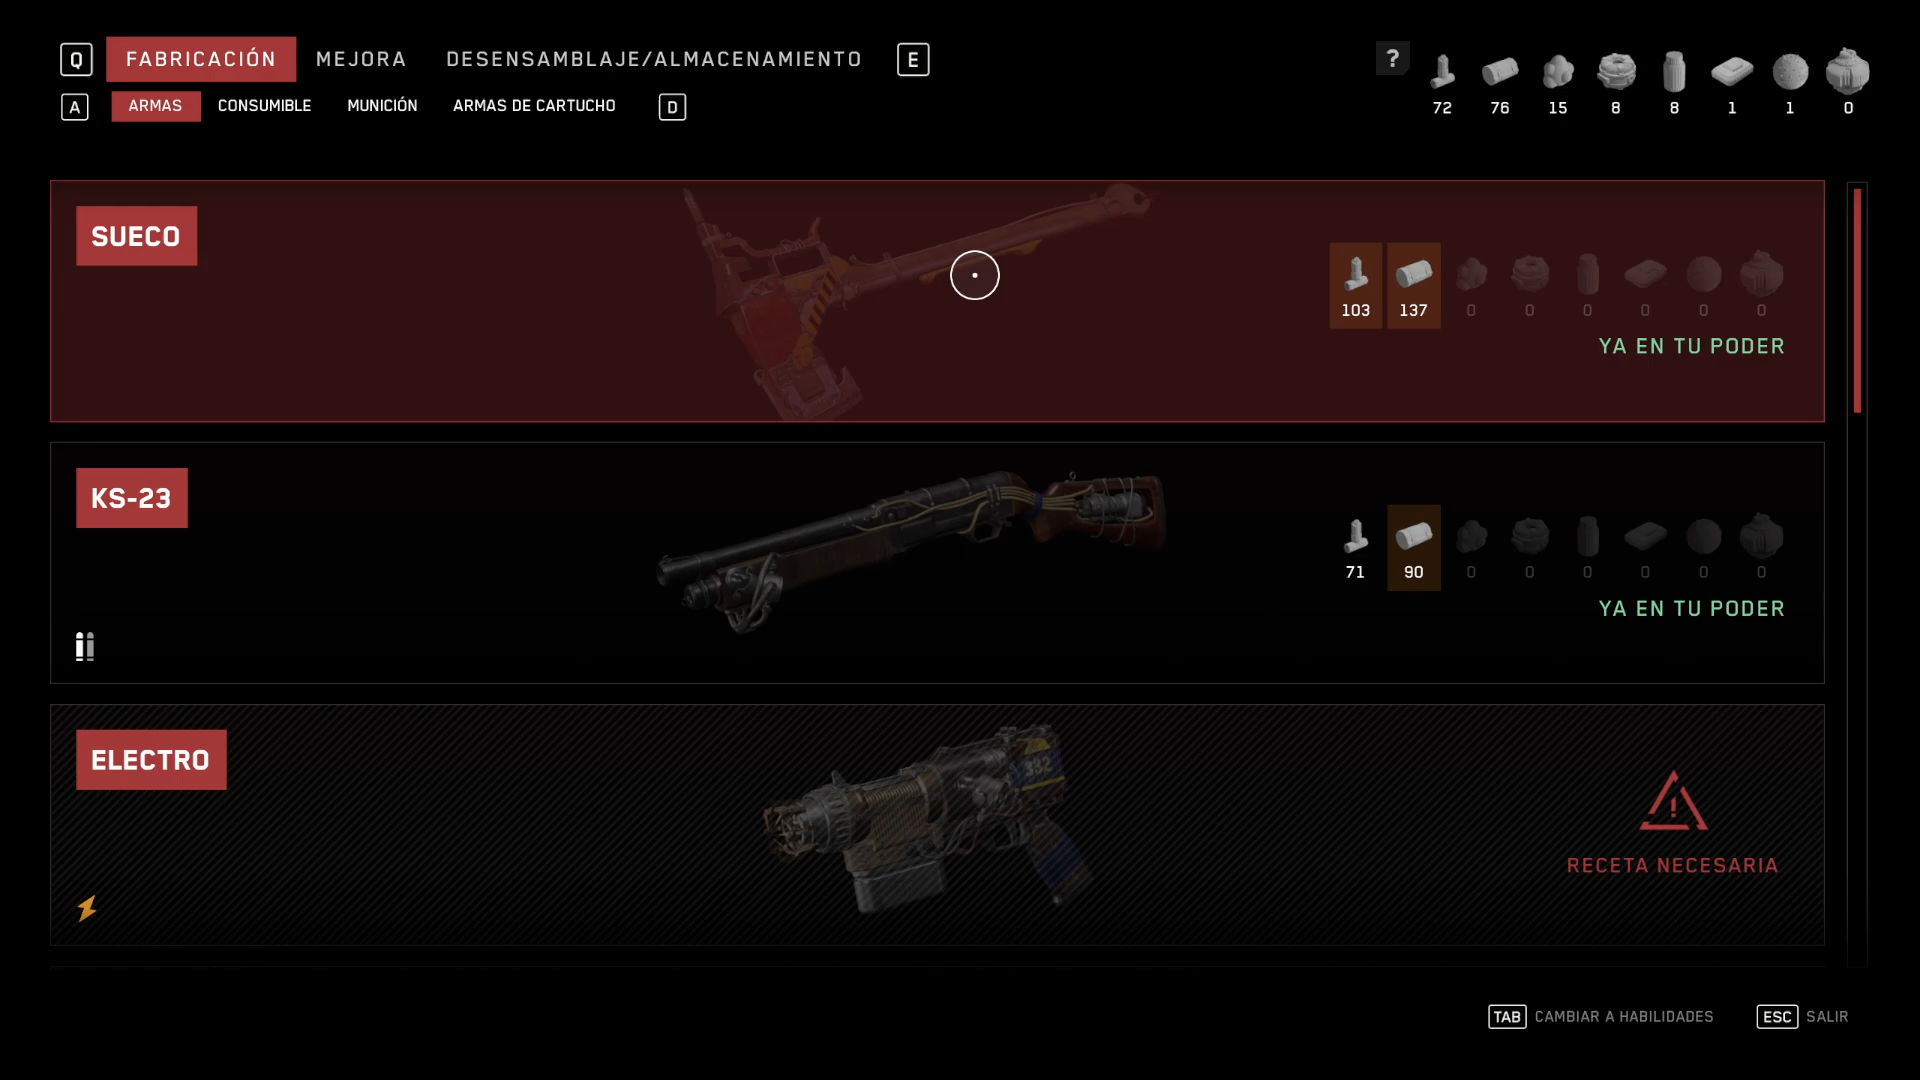 Q FABRICACIÓN MEJORA DESENSAMBLAJE/ALMACENAMIENTO E
?
72 76 15 8 8 1 1 0
A ARMAS CONSUMIBLE MUNICIÓN ARMAS DE CARTUCHO D
SUECO
103 137 0 0 0 0 0 0
YA EN TU PODER
KS-23
71 90 0 0 0 0 0 0
YA EN TU PODER
ELECTRO
332
RECETA NECESARIA
TAB CAMBIAR A HABILIDADES ESC SALIR